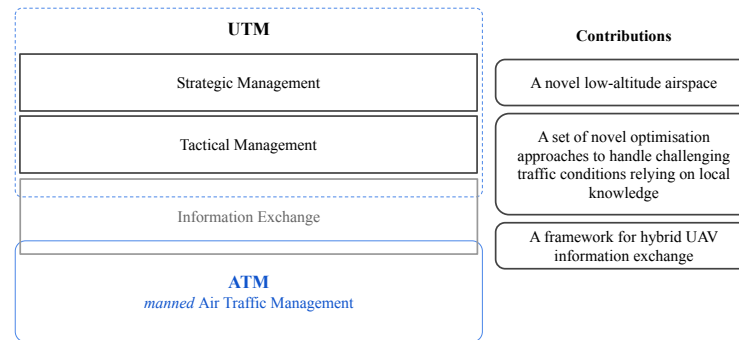 UTM
Strategic Management
Tactical Management
Information Exchange
ATM
manned Air Traffic Management
Contributions
A novel low-altitude airspace
A set of novel optimisation
approaches to handle challenging
traffic conditions relying on local
knowledge
A framework for hybrid UAV
information exchange